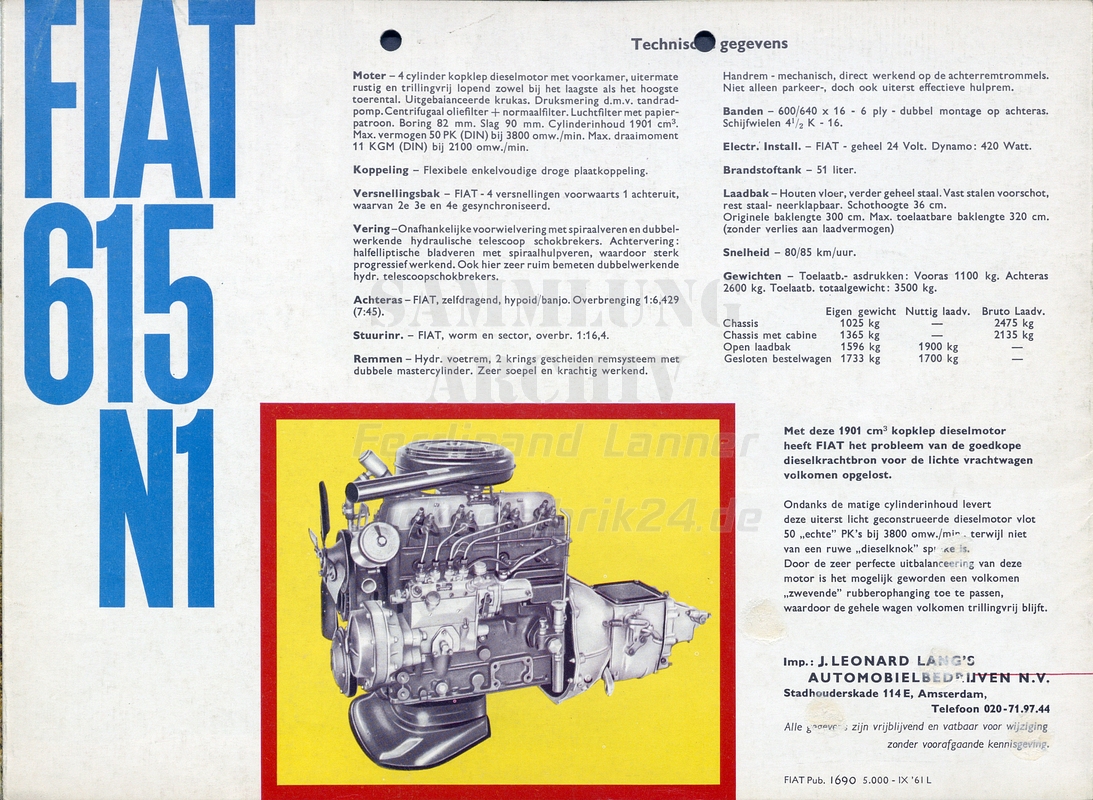 FIAT
615
N1
Technisc gegevens
Moter – 4 cylinder kopklep dieselmotor met voorkamer, uitermate
rustig en trillingvrij lopend zowel bij het laagste als het hoogste
toerental. Uitgebalanceerde krukas. Druksmering d.m.v. tandrad-
pomp. Centrifugaal oliefilter + normaalfilter. Luchtfilter met papier-
patroon. Boring 82 mm. Slag 90 mm. Cylinderinhoud 1901 cm³.
Max. vermogen 50 PK (DIN) bij 3800 omw./min. Max. draaimoment
11 KGM (DIN) bij 2100 omw./min.
Koppeling – Flexibele enkelvoudige droge plaatkoppeling.
Versnellingsbak – FIAT - 4 versnellingen voorwaarts 1 achteruit,
waarvan 2e 3e en 4e gesynchroniseerd.
Vering – Onafhankelijke voorwielvering met spiraalveren en dubbel-
werkende hydraulische telescoop schokbrekers. Achtervering:
halfelliptische bladveren met spiraalhulpveren, waardoor sterk
progressief werkend. Ook hier zeer ruim bemeten dubbelwerkende
hydr. telescoopschokbrekers.
Achteras – FIAT, zelfdragend, hypoid/banjo. Overbrenging 1:6,429
(7:45).
Stuurinr. – FIAT, worm en sector, overbr. 1:16,4.
Remmen – Hydr. voetrem, 2 krings gescheiden remsysteem met
dubbele mastercylinder. Zeer soepel en krachtig werkend.
Handrem - mechanisch, direct werkend op de achterremtrommels.
Niet alleen parkeer-, doch ook uiterst effectieve hulprem.
Banden – 600/640 x 16 - 6 ply - dubbel montage op achteras.
Schijfwielen 4½ K - 16.
Electr. Install. – FIAT - geheel 24 Volt. Dynamo: 420 Watt.
Brandstoftank – 51 liter.
Laadbak – Houten vloer, verder geheel staal. Vast stalen voorschot,
rest staal- neerklapbaar. Schothoogte 36 cm.
Originele baklengte 300 cm. Max. toelaatbare baklengte 320 cm.
(zonder verlies aan laadvermogen)
Snelheid – 80/85 km/uur.
Gewichten – Toelaatb.- asdrukken: Vooras 1100 kg. Achteras
2600 kg. Toelaatb. totaalgewicht: 3500 kg.
Eigen gewicht Nuttig laadv. Bruto Laadv.
Chassis 1025 kg — 2475 kg
Chassis met cabine 1365 kg — 2135 kg
Open laadbak 1596 kg 1900 kg —
Gesloten bestelwagen 1733 kg 1700 kg —
SAMMLUNG
ARCHIV
Ferdinand Lanner
rik24.de
Met deze 1901 cm³ kopklep dieselmotor
heeft FIAT het probleem van de goedkope
dieselkrachtbron voor de lichte vrachtwagen
volkomen opgelost.
Ondanks de matige cylinderinhoud levert
deze uiterst licht geconstrueerde dieselmotor vlot
50 „echte” PK's bij 3800 omw./min. terwijl niet
van een ruwe „dieselknok” sprake is.
Door de zeer perfecte uitbalanceering van deze
motor is het mogelijk geworden een volkomen
„zwevende” rubberophanging toe te passen,
waardoor de gehele wagen volkomen trillingvrij blijft.
Imp.: J. LEONARD LANG'S
AUTOMOBIELBEDRIJVEN N.V.
Stadhouderskade 114 E, Amsterdam,
Telefoon 020-71.97.44
Alle gegevens zijn vrijblijvend en vatbaar voor wijziging
zonder voorafgaande kennisgeving.
FIAT Pub. 1690 5.000 - IX '61 L